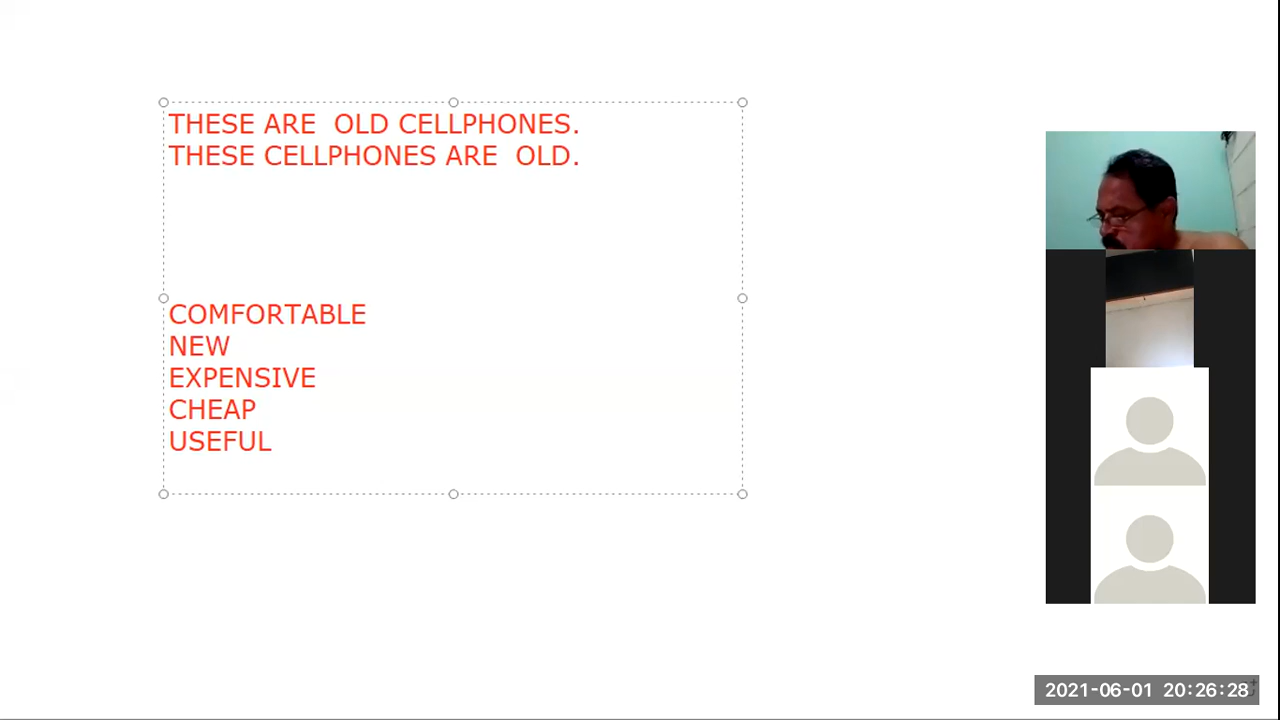 THESE ARE  OLD CELLPHONES.
THESE CELLPHONES ARE  OLD.
COMFORTABLE
NEW
EXPENSIVE
CHEAP
USEFUL
2021-06-01 20:26:28